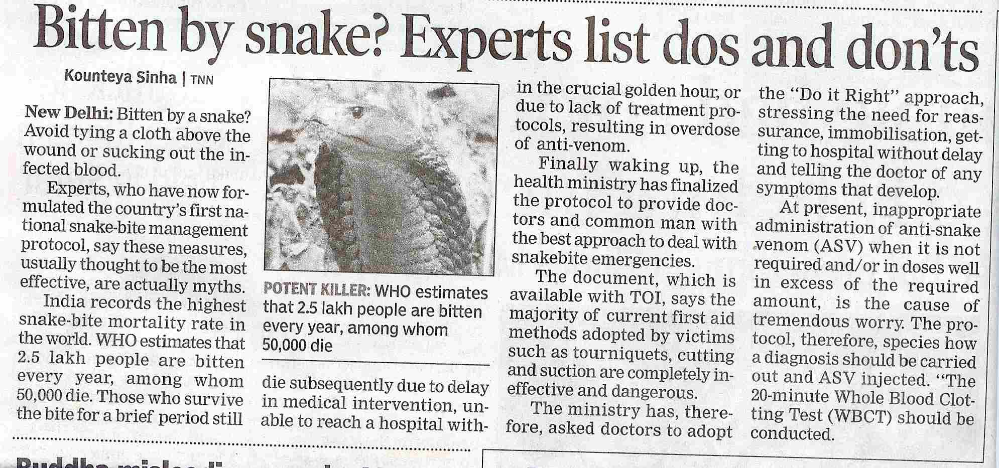 Bitten by snake? Experts list dos and don'ts
Kounteya Sinha | TNN
New Delhi: Bitten by a snake?
Avoid tying a cloth above the
wound or sucking out the in-
fected blood.
Experts, who have now for-
mulated the country's first na-
tional snake-bite management
protocol, say these measures,
usually thought to be the most
effective, are actually myths.
India records the highest
snake-bite mortality rate in
the world. WHO estimates that
2.5 lakh people are bitten
every year, among whom
50,000 die. Those who survive
the bite for a brief period still
POTENT KILLER: WHO estimates
that 2.5 lakh people are bitten
every year, among whom
50,000 die
die subsequently due to delay
in medical intervention, un-
able to reach a hospital with-
in the crucial golden hour, or
due to lack of treatment pro-
tocols, resulting in overdose
of anti-venom.
Finally waking up, the
health ministry has finalized
the protocol to provide doc-
tors and common man with
the best approach to deal with
snakebite emergencies.
The document, which is
available with TOI, says the
majority of current first aid
methods adopted by victims
such as tourniquets, cutting
and suction are completely in-
effective and dangerous.
The ministry has, there-
fore, asked doctors to adopt
the "Do it Right" approach,
stressing the need for reas-
surance, immobilisation, get-
ting to hospital without delay
and telling the doctor of any
symptoms that develop.
At present, inappropriate
administration of anti-snake
venom (ASV) when it is not
required and/or in doses well
in excess of the required
amount, is the cause of
tremendous worry. The pro-
tocol, therefore, species how
a diagnosis should be carried
out and ASV injected. "The
20-minute Whole Blood Clot-
ting Test (WBCT) should be
conducted.